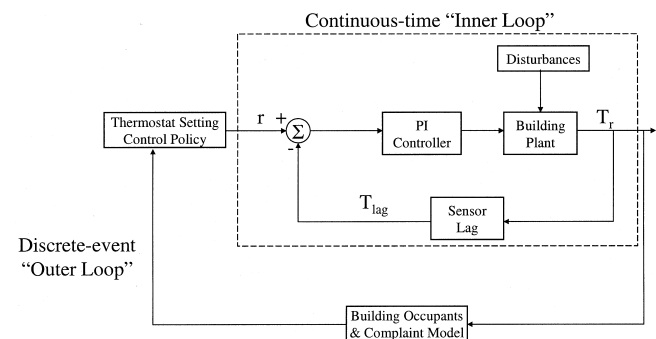 Continuous-time “Inner Loop”
Disturbances
Thermostat Setting
Control Policy
r
+
Σ
-
PI
Controller
Building
Plant
Tr
Tlag
Sensor
Lag
Discrete-event
“Outer Loop”
Building Occupants
& Complaint Model